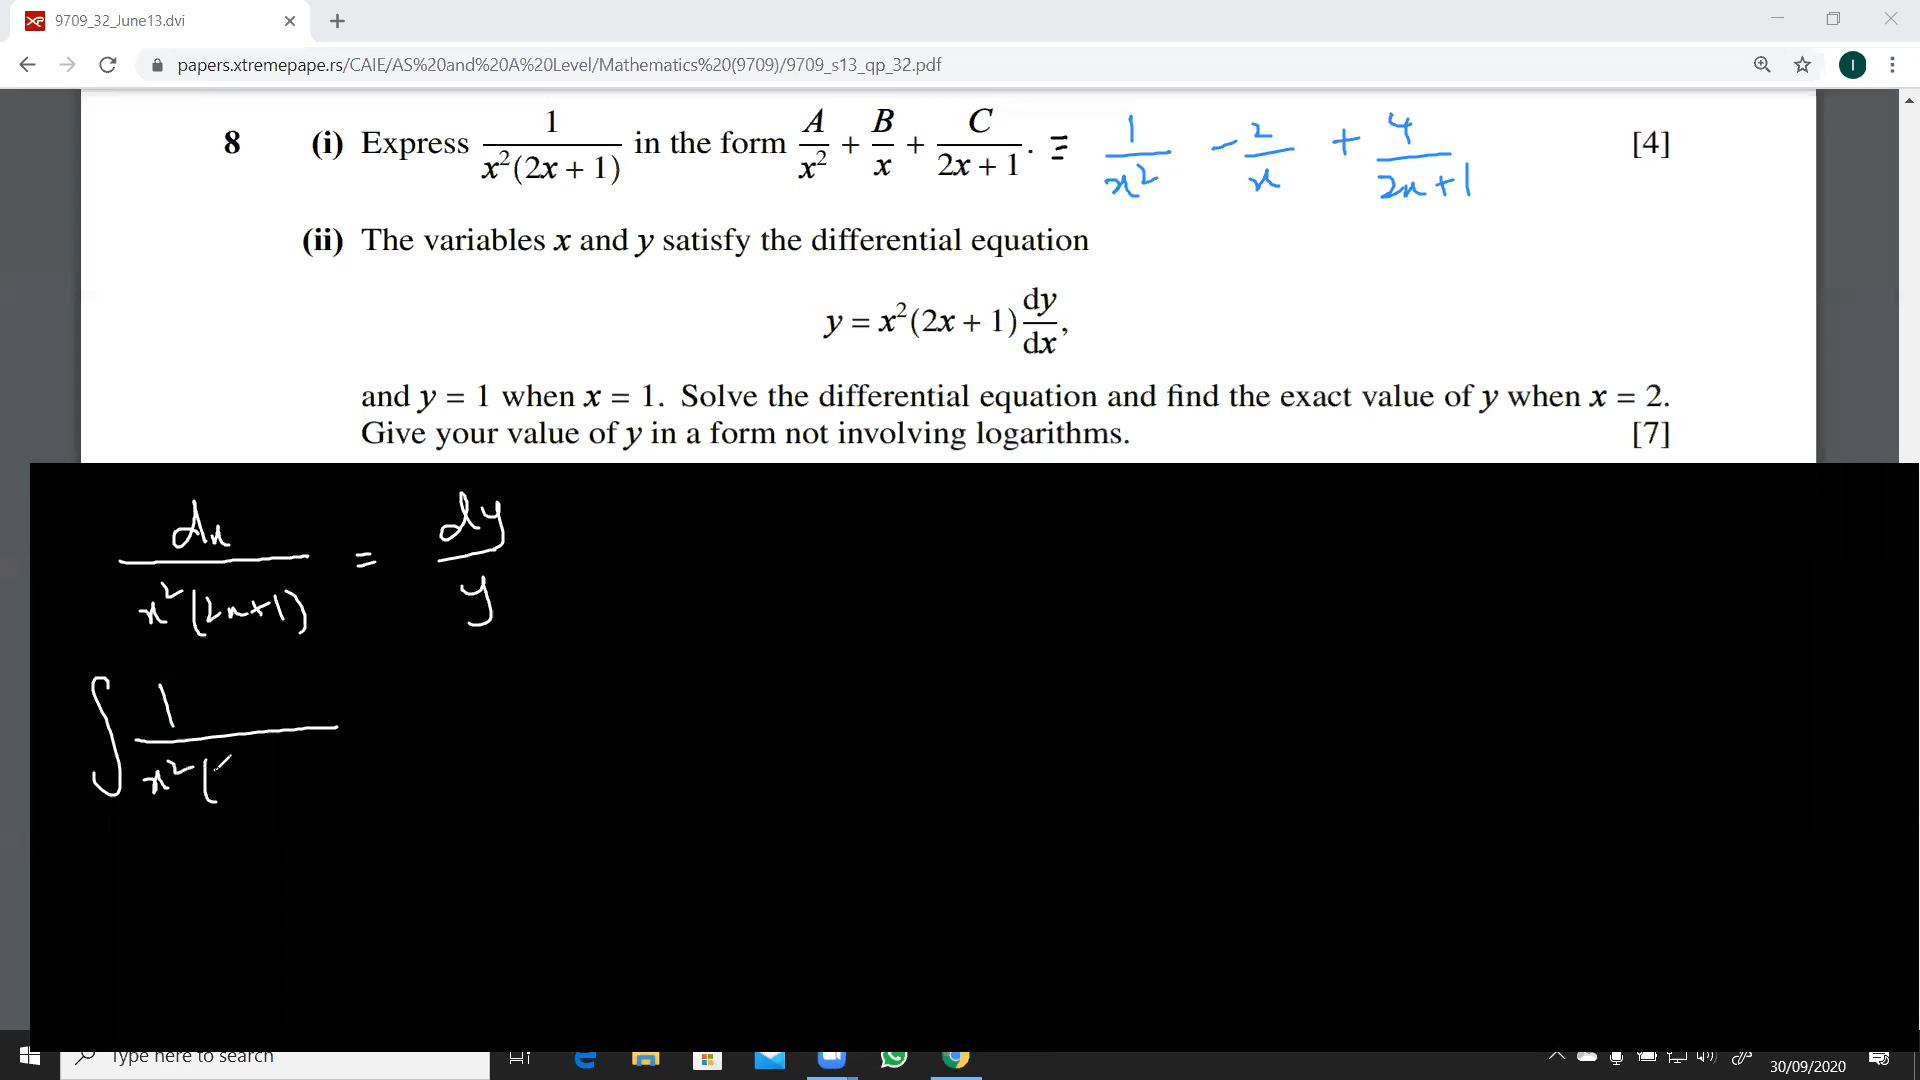 9709_32_June13.dvi
papers.xtremepape.rs/CAIE/AS%20and%20A%20Level/Mathematics%20(9709)/9709_s13_qp_32.pdf
I
8 (i) Express 1/(x²(2x + 1)) in the form A/x² + B/x + C/(2x + 1). ≡ 1/x² - 2/x + 4/(2x+1) [4]
(ii) The variables x and y satisfy the differential equation
y = x²(2x + 1) dy/dx,
and y = 1 when x = 1. Solve the differential equation and find the exact value of y when x = 2.
Give your value of y in a form not involving logarithms. [7]
dx/(x²(2x+1)) = dy/y
∫ 1/(x²(
Type here to search
30/09/2020